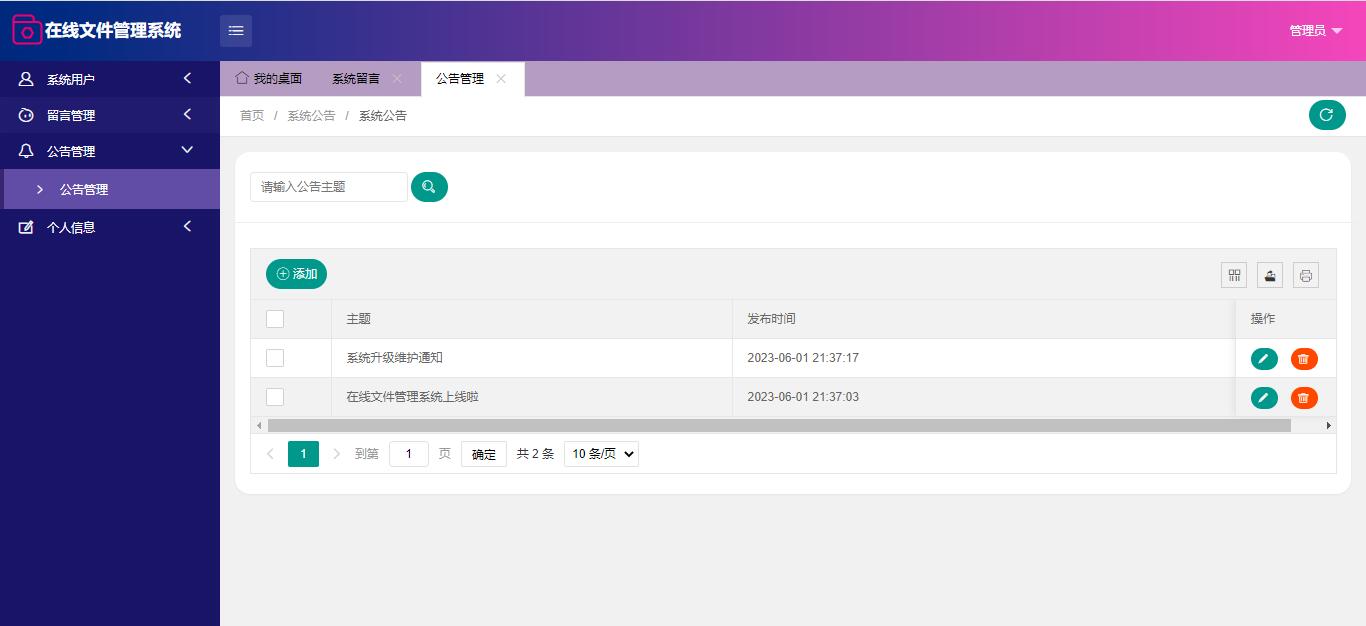 在线文件管理系统
管理员
系统用户
留言管理
公告管理
公告管理
个人信息
我的桌面 系统留言 公告管理
首页 / 系统公告 / 系统公告
请输入公告主题
添加
主题 发布时间 操作
系统升级维护通知 2023-06-01 21:37:17
在线文件管理系统上线啦 2023-06-01 21:37:03
1 到第 1 页 确定 共 2 条 10 条/页